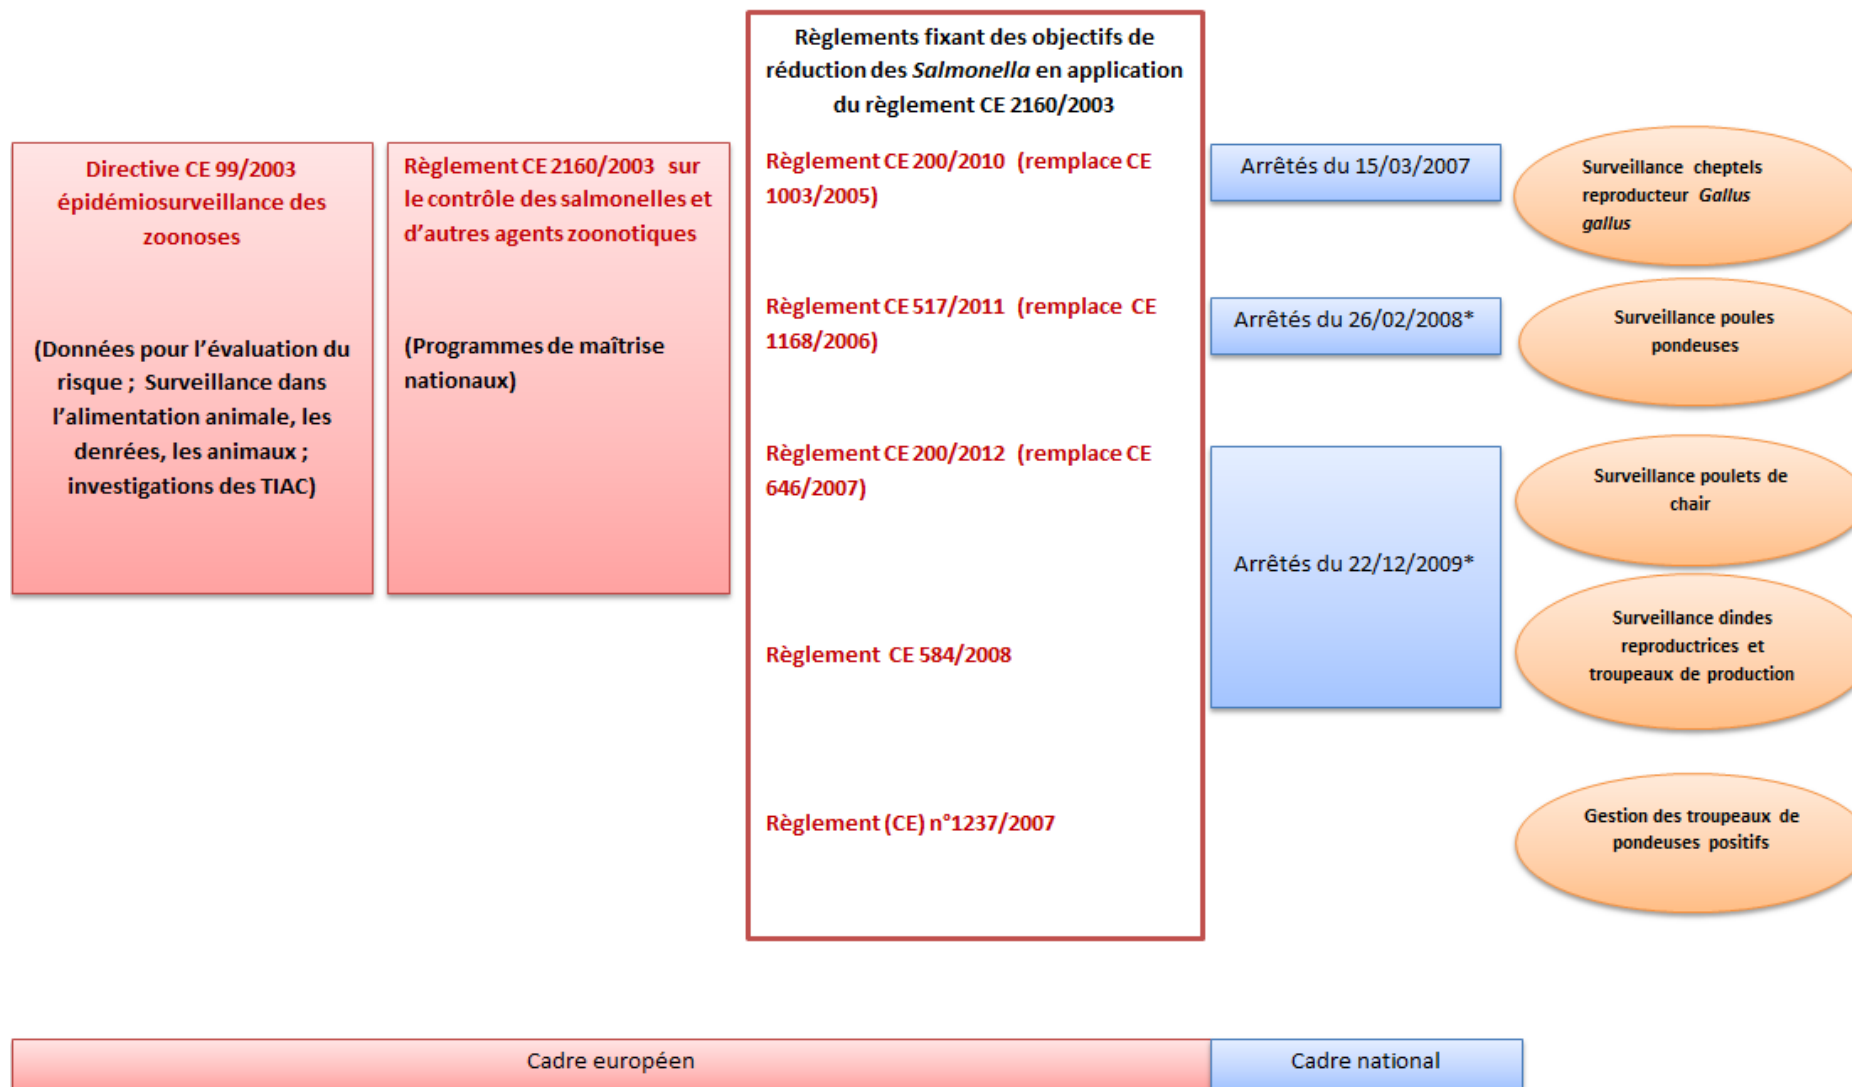 Règlements fixant des objectifs de
réduction des Salmonella en application
du règlement CE 2160/2003
Directive CE 99/2003
épidémiosurveillance des
zoonoses
(Données pour l’évaluation du
risque ; Surveillance dans
l’alimentation animale, les
denrées, les animaux ;
investigations des TIAC)
Règlement CE 2160/2003 sur
le contrôle des salmonelles et
d’autres agents zoonotiques
(Programmes de maîtrise
nationaux)
Règlement CE 200/2010 (remplace CE
1003/2005)
Arrêtés du 15/03/2007
Surveillance cheptels
reproducteur Gallus
gallus
Règlement CE 517/2011 (remplace CE
1168/2006)
Arrêtés du 26/02/2008*
Surveillance poules
pondeuses
Règlement CE 200/2012 (remplace CE
646/2007)
Arrêtés du 22/12/2009*
Surveillance poulets de
chair
Règlement CE 584/2008
Surveillance dindes
reproductrices et
troupeaux de production
Règlement (CE) n°1237/2007
Gestion des troupeaux de
pondeuses positifs
Cadre européen
Cadre national